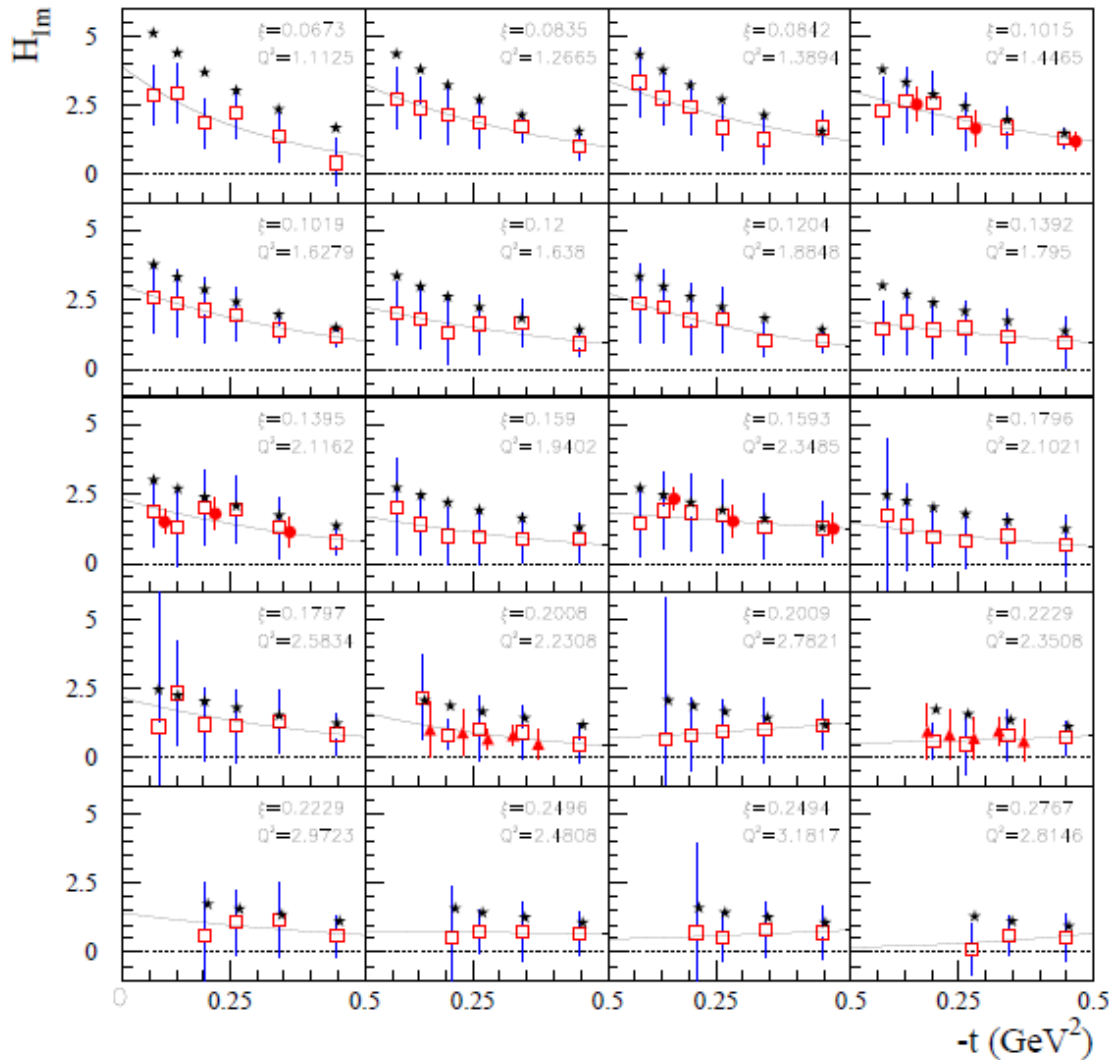 H_Im
5
2.5
0
ξ=0.0673
Q²=1.1125
ξ=0.0835
Q²=1.2665
ξ=0.0842
Q²=1.3894
ξ=0.1015
Q²=1.4465
5
2.5
0
ξ=0.1019
Q²=1.6279
ξ=0.12
Q²=1.638
ξ=0.1204
Q²=1.8848
ξ=0.1392
Q²=1.795
5
2.5
0
ξ=0.1395
Q²=2.1162
ξ=0.159
Q²=1.9402
ξ=0.1593
Q²=2.3485
ξ=0.1796
Q²=2.1021
5
2.5
0
ξ=0.1797
Q²=2.5834
ξ=0.2008
Q²=2.2308
ξ=0.2009
Q²=2.7821
ξ=0.2229
Q²=2.3508
5
2.5
0
ξ=0.2229
Q²=2.9723
ξ=0.2496
Q²=2.4808
ξ=0.2494
Q²=3.1817
ξ=0.2767
Q²=2.8146
0 0.25 0.5 0.25 0.5 0.25 0.5 0.25 0.5
-t (GeV²)